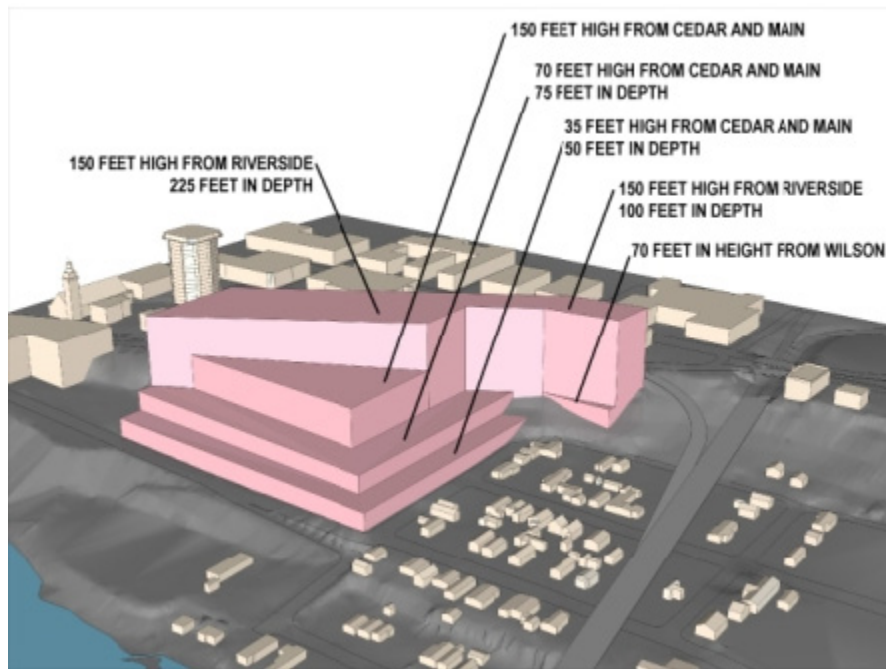 150 FEET HIGH FROM CEDAR AND MAIN
70 FEET HIGH FROM CEDAR AND MAIN
75 FEET IN DEPTH
35 FEET HIGH FROM CEDAR AND MAIN
50 FEET IN DEPTH
150 FEET HIGH FROM RIVERSIDE
225 FEET IN DEPTH
150 FEET HIGH FROM RIVERSIDE
100 FEET IN DEPTH
70 FEET IN HEIGHT FROM WILSON